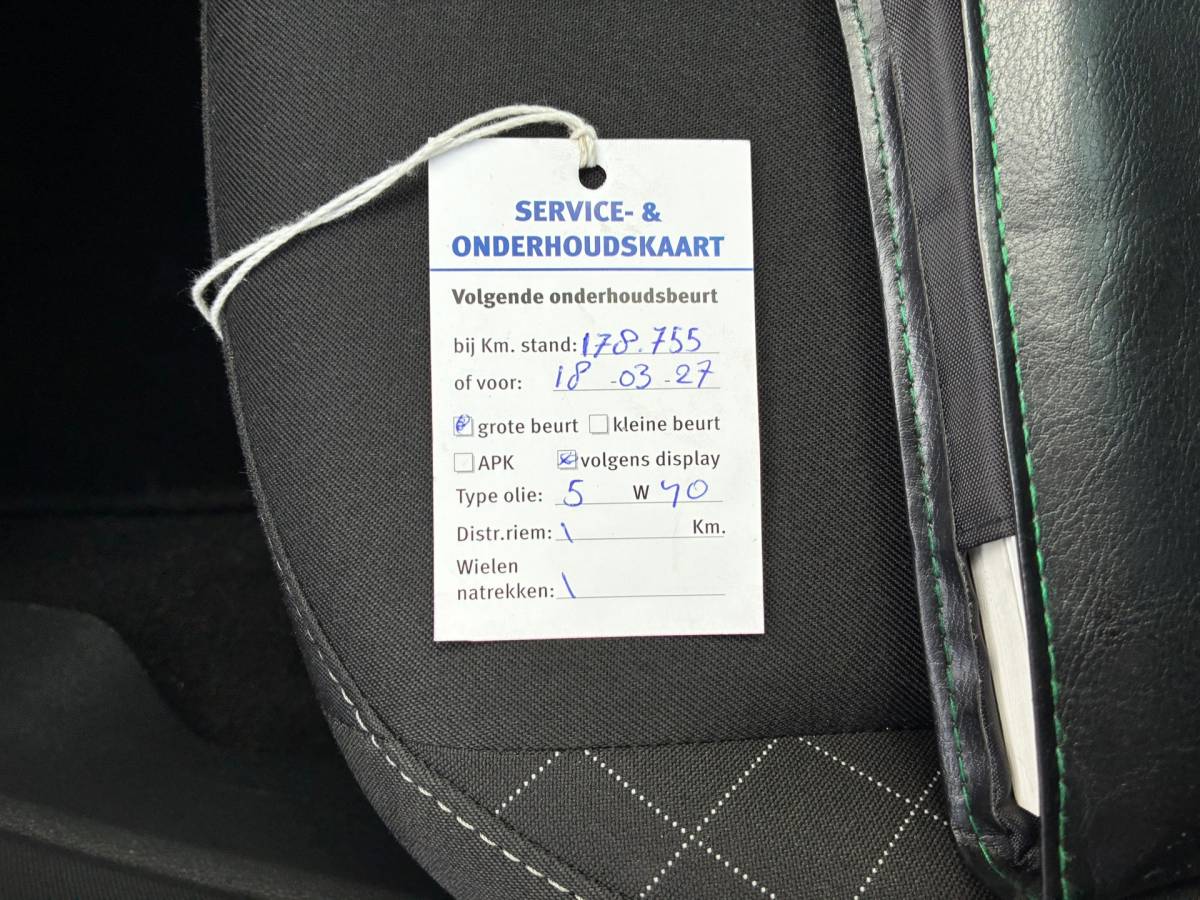 SERVICE- &
ONDERHOUDSKAART
Volgende onderhoudsbeurt
bij Km. stand: 178.755
of voor: 18 -03 -27
grote beurt kleine beurt
APK volgens display
Type olie: 5 W 40
Distr.riem: \ Km.
Wielen
natrekken: \